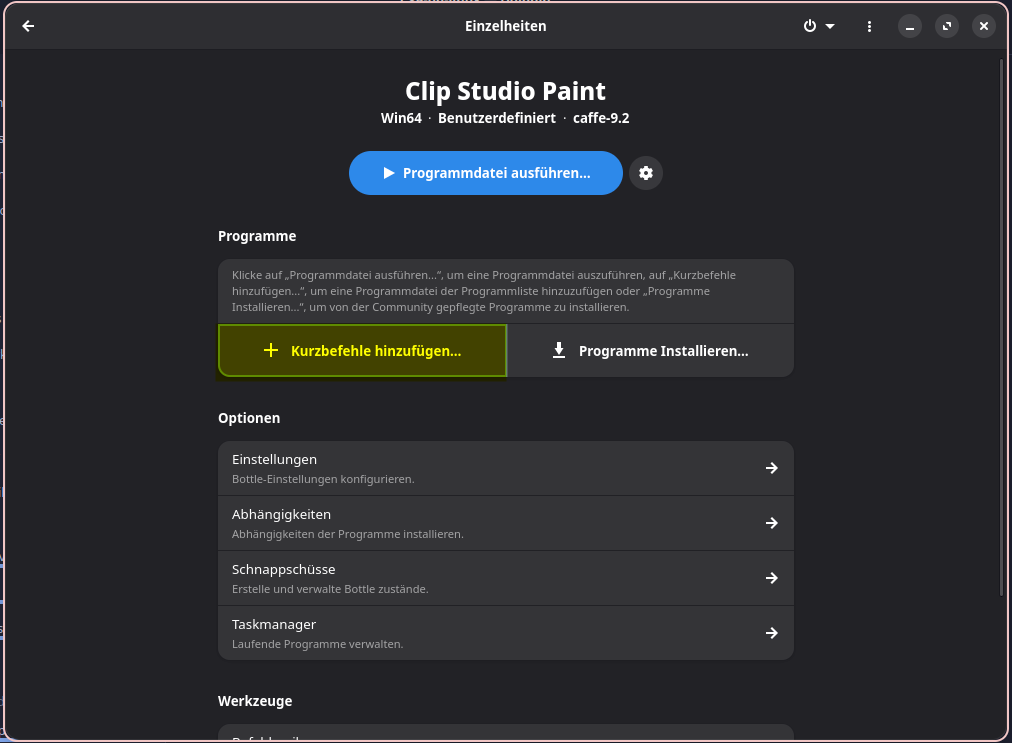 Einzelheiten
Clip Studio Paint
Win64 · Benutzerdefiniert · caffe-9.2
Programmdatei ausführen…
Programme
Klicke auf „Programmdatei ausführen…“, um eine Programmdatei auszuführen, auf „Kurzbefehle
hinzufügen…“, um eine Programmdatei der Programmliste hinzuzufügen oder „Programme
Installieren…“, um von der Community gepflegte Programme zu installieren.
Kurzbefehle hinzufügen…
Programme Installieren…
Optionen
Einstellungen
Bottle-Einstellungen konfigurieren.
Abhängigkeiten
Abhängigkeiten der Programme installieren.
Schnappschüsse
Erstelle und verwalte Bottle zustände.
Taskmanager
Laufende Programme verwalten.
Werkzeuge